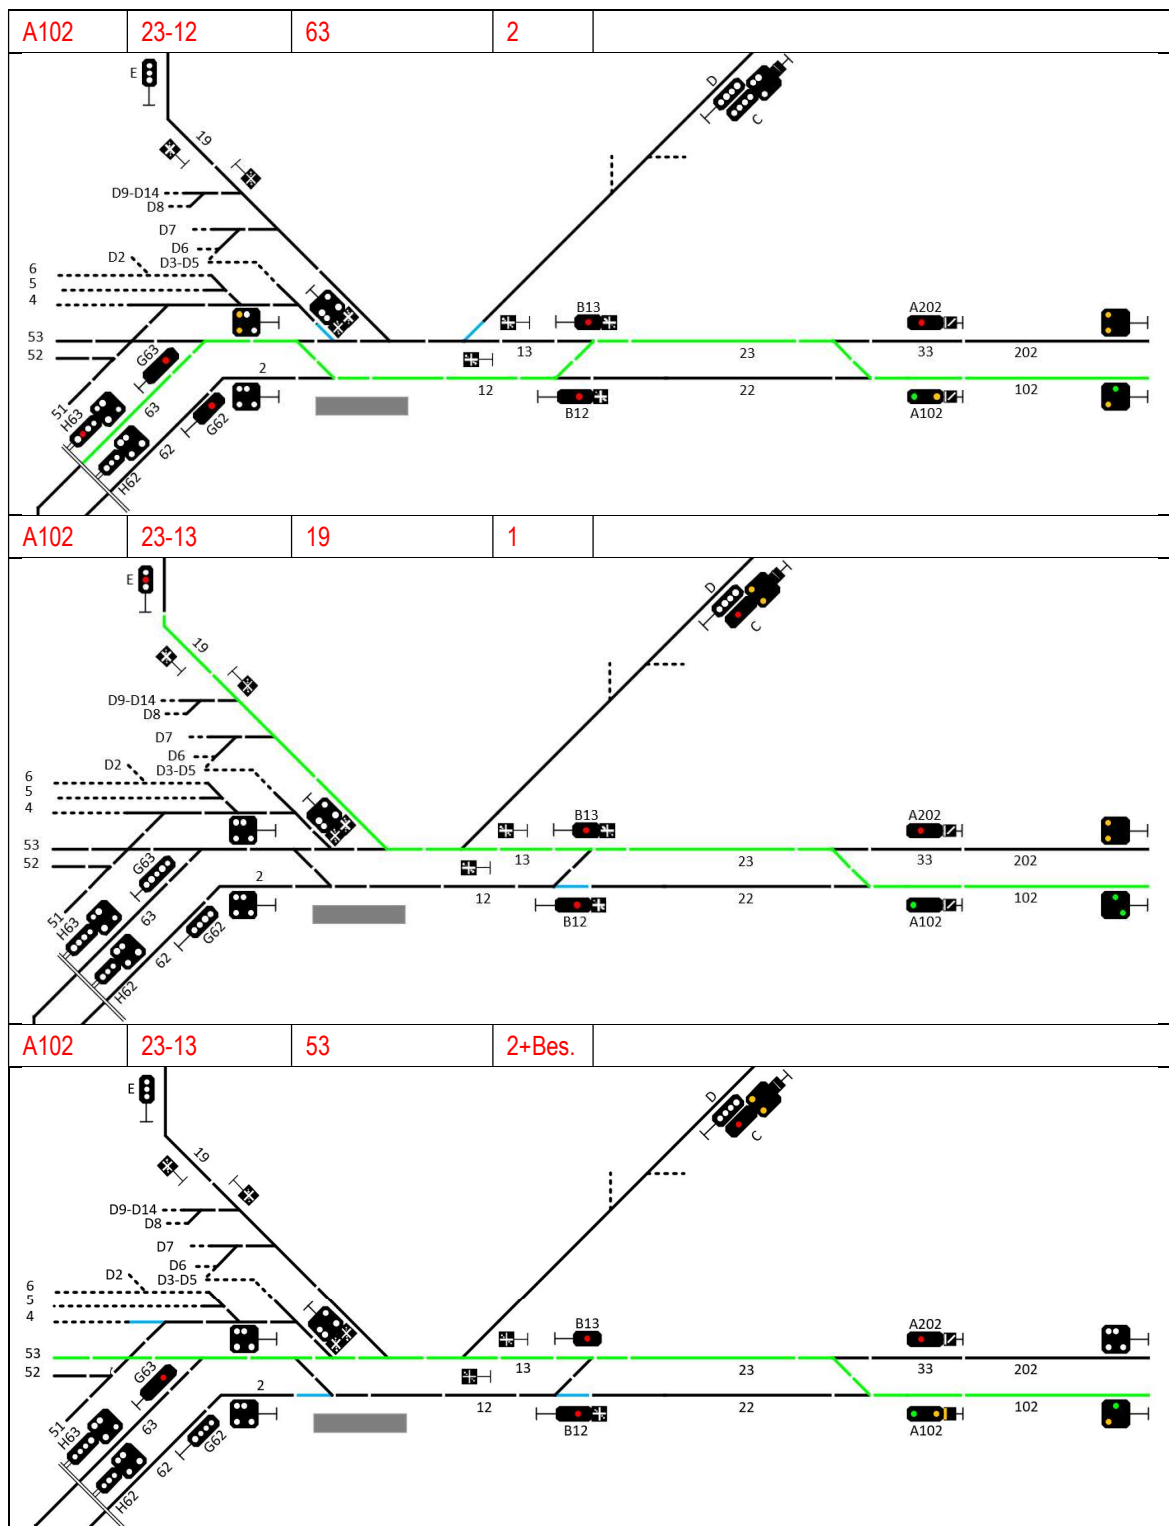 A102 23-12 63 2
E
D
C
19
D9-D14
D8
D7
D6
D2
D3-D5
6
5
4
B13
A202
53
13
23
33
202
52
G63
2
12
22
102
51
H63
63
G62
B12
A102
62
H62
A102 23-13 19 1
E
D
C
19
D9-D14
D8
D7
D6
D2
D3-D5
6
5
4
B13
A202
53
13
23
33
202
52
G63
2
12
22
102
51
H63
63
G62
B12
A102
62
H62
A102 23-13 53 2+Bes.
E
D
C
19
D9-D14
D8
D7
D6
D2
D3-D5
6
5
4
B13
A202
53
13
23
33
202
52
G63
2
12
22
102
51
H63
63
G62
B12
A102
62
H62